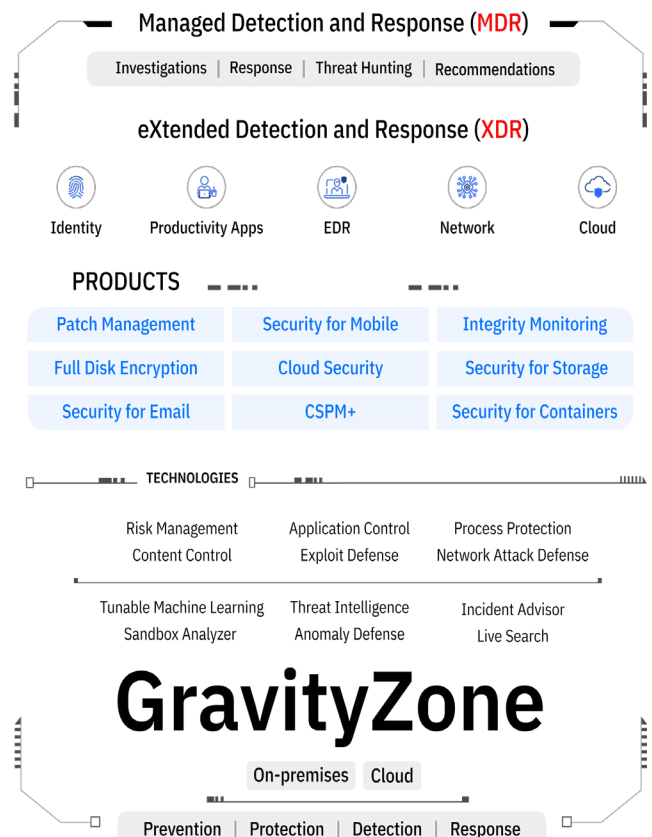 Managed Detection and Response (MDR)
Investigations | Response | Threat Hunting | Recommendations
eXtended Detection and Response (XDR)
Identity Productivity Apps EDR Network Cloud
PRODUCTS
Patch Management Security for Mobile Integrity Monitoring
Full Disk Encryption Cloud Security Security for Storage
Security for Email CSPM+ Security for Containers
TECHNOLOGIES
Risk Management Application Control Process Protection
Content Control Exploit Defense Network Attack Defense
Tunable Machine Learning Threat Intelligence Incident Advisor
Sandbox Analyzer Anomaly Defense Live Search
GravityZone
On-premises Cloud
Prevention | Protection | Detection | Response